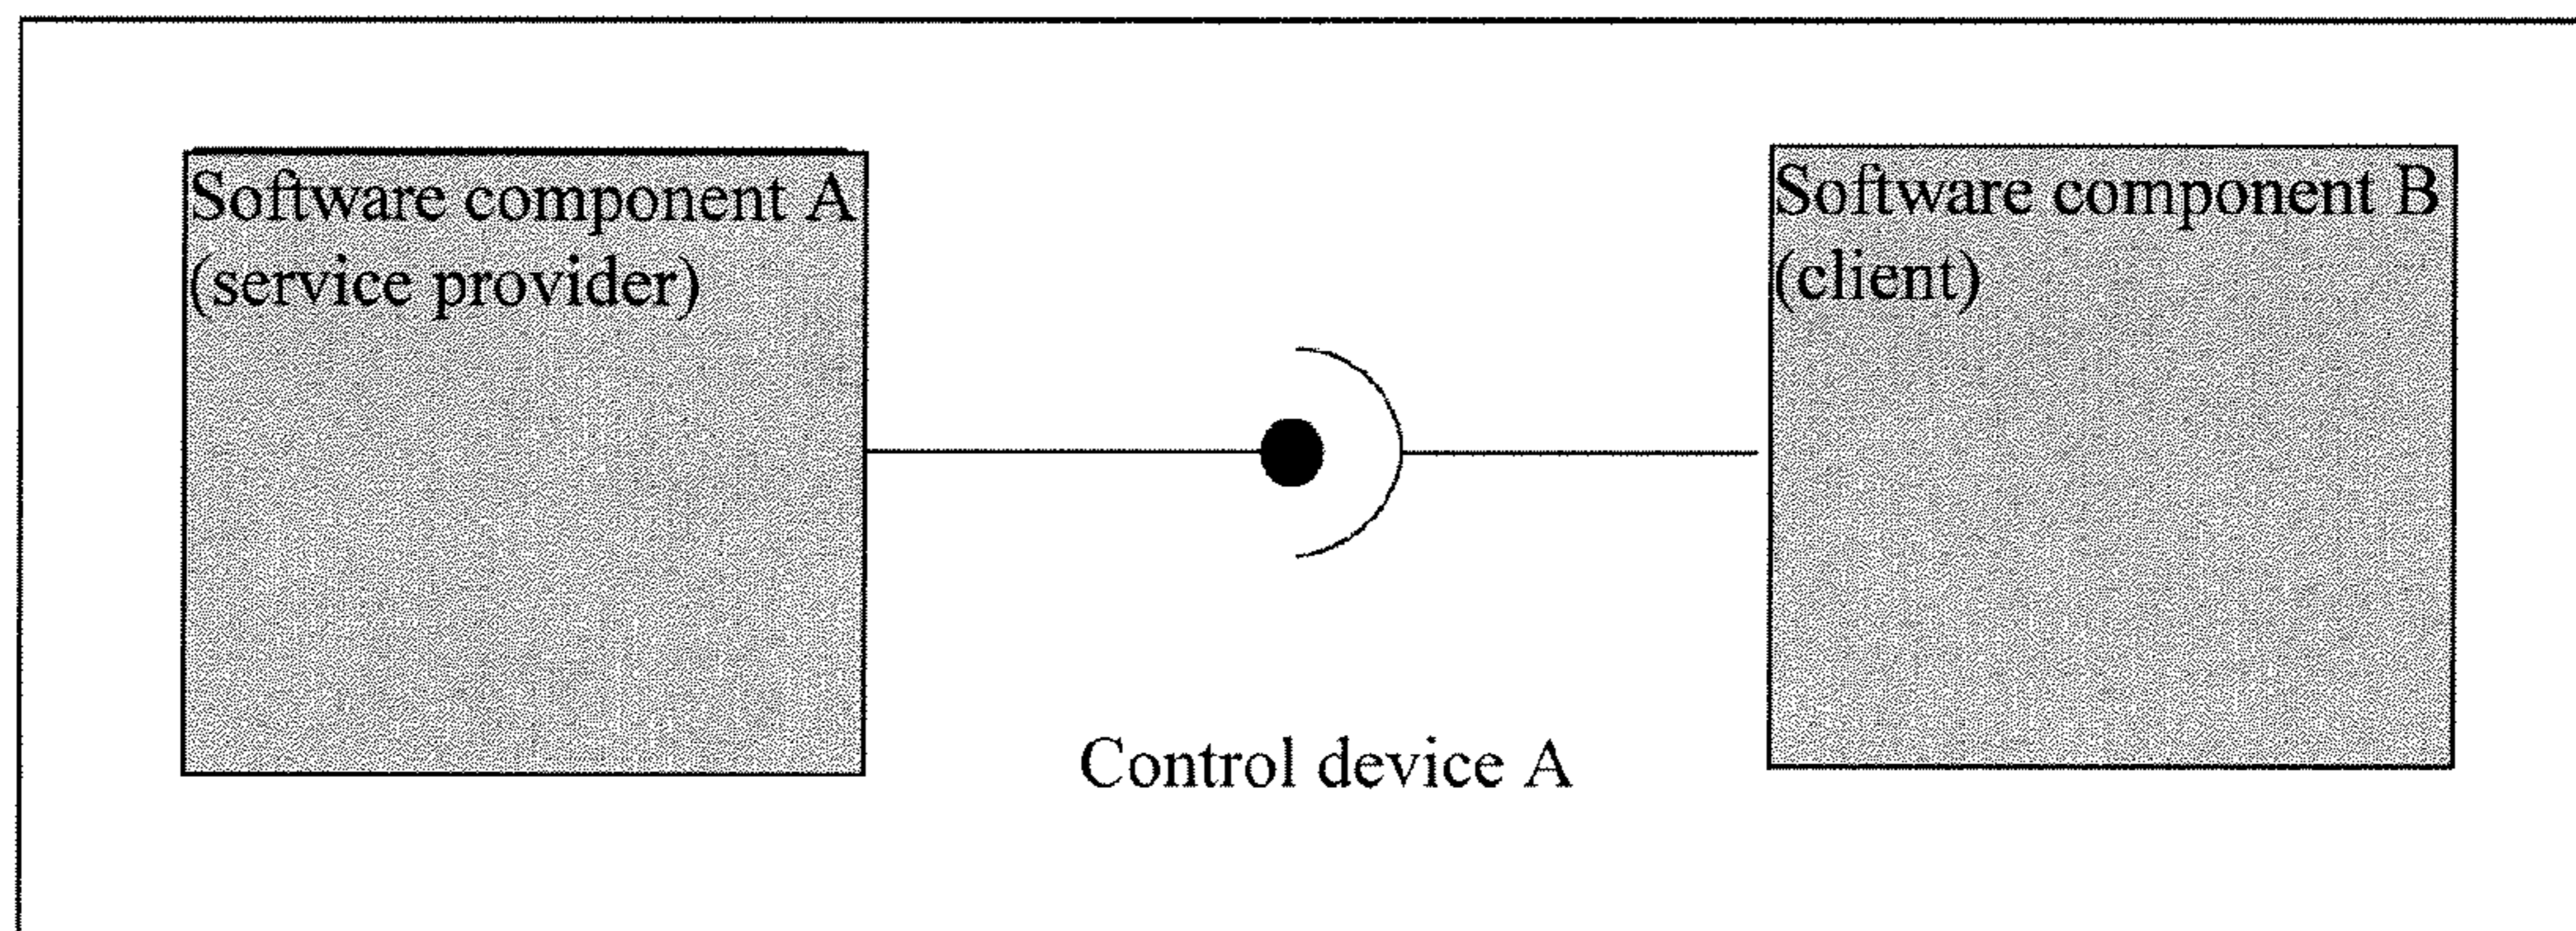 Software component A
(service provider)
Software component B
(client)
Control device A